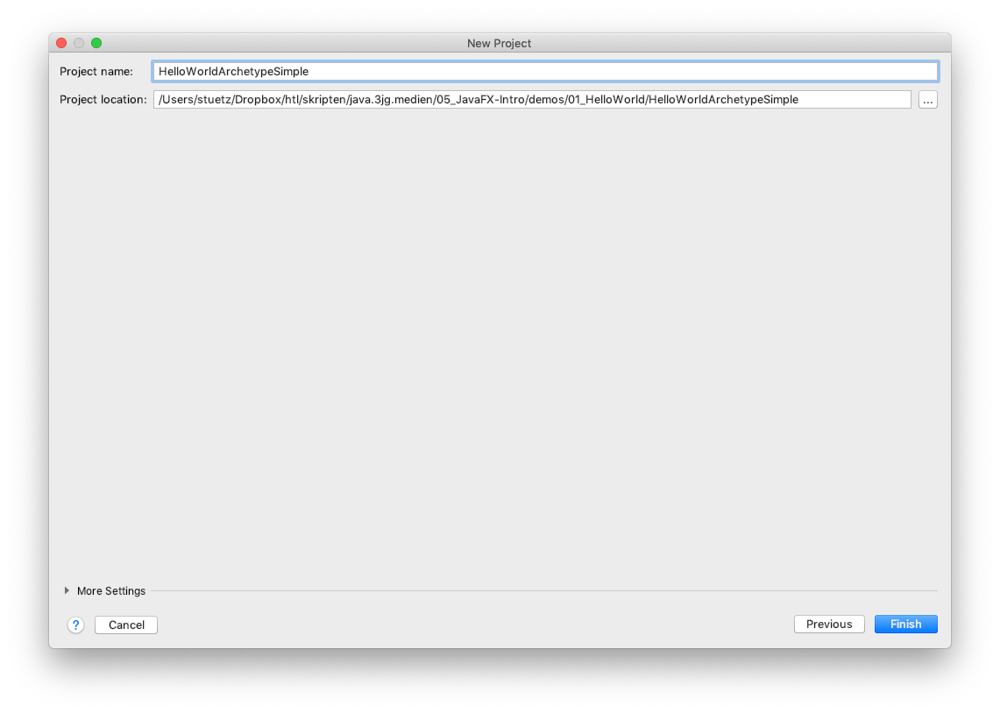 New Project
Project name: HelloWorldArchetypeSimple
Project location: /Users/stuetz/Dropbox/htl/skripten/java.3jg.medien/05_JavaFX-Intro/demos/01_HelloWorld/HelloWorldArchetypeSimple ...
More Settings
? Cancel Previous Finish